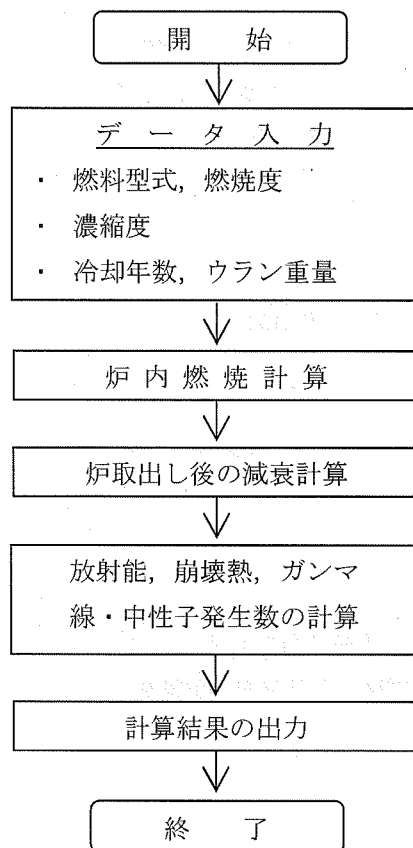 開 始
データ入力
・ 燃料型式，燃焼度
・ 濃縮度
・ 冷却年数，ウラン重量
炉内燃焼計算
炉取出し後の減衰計算
放射能，崩壊熱，ガンマ
線・中性子発生数の計算
計算結果の出力
終 了